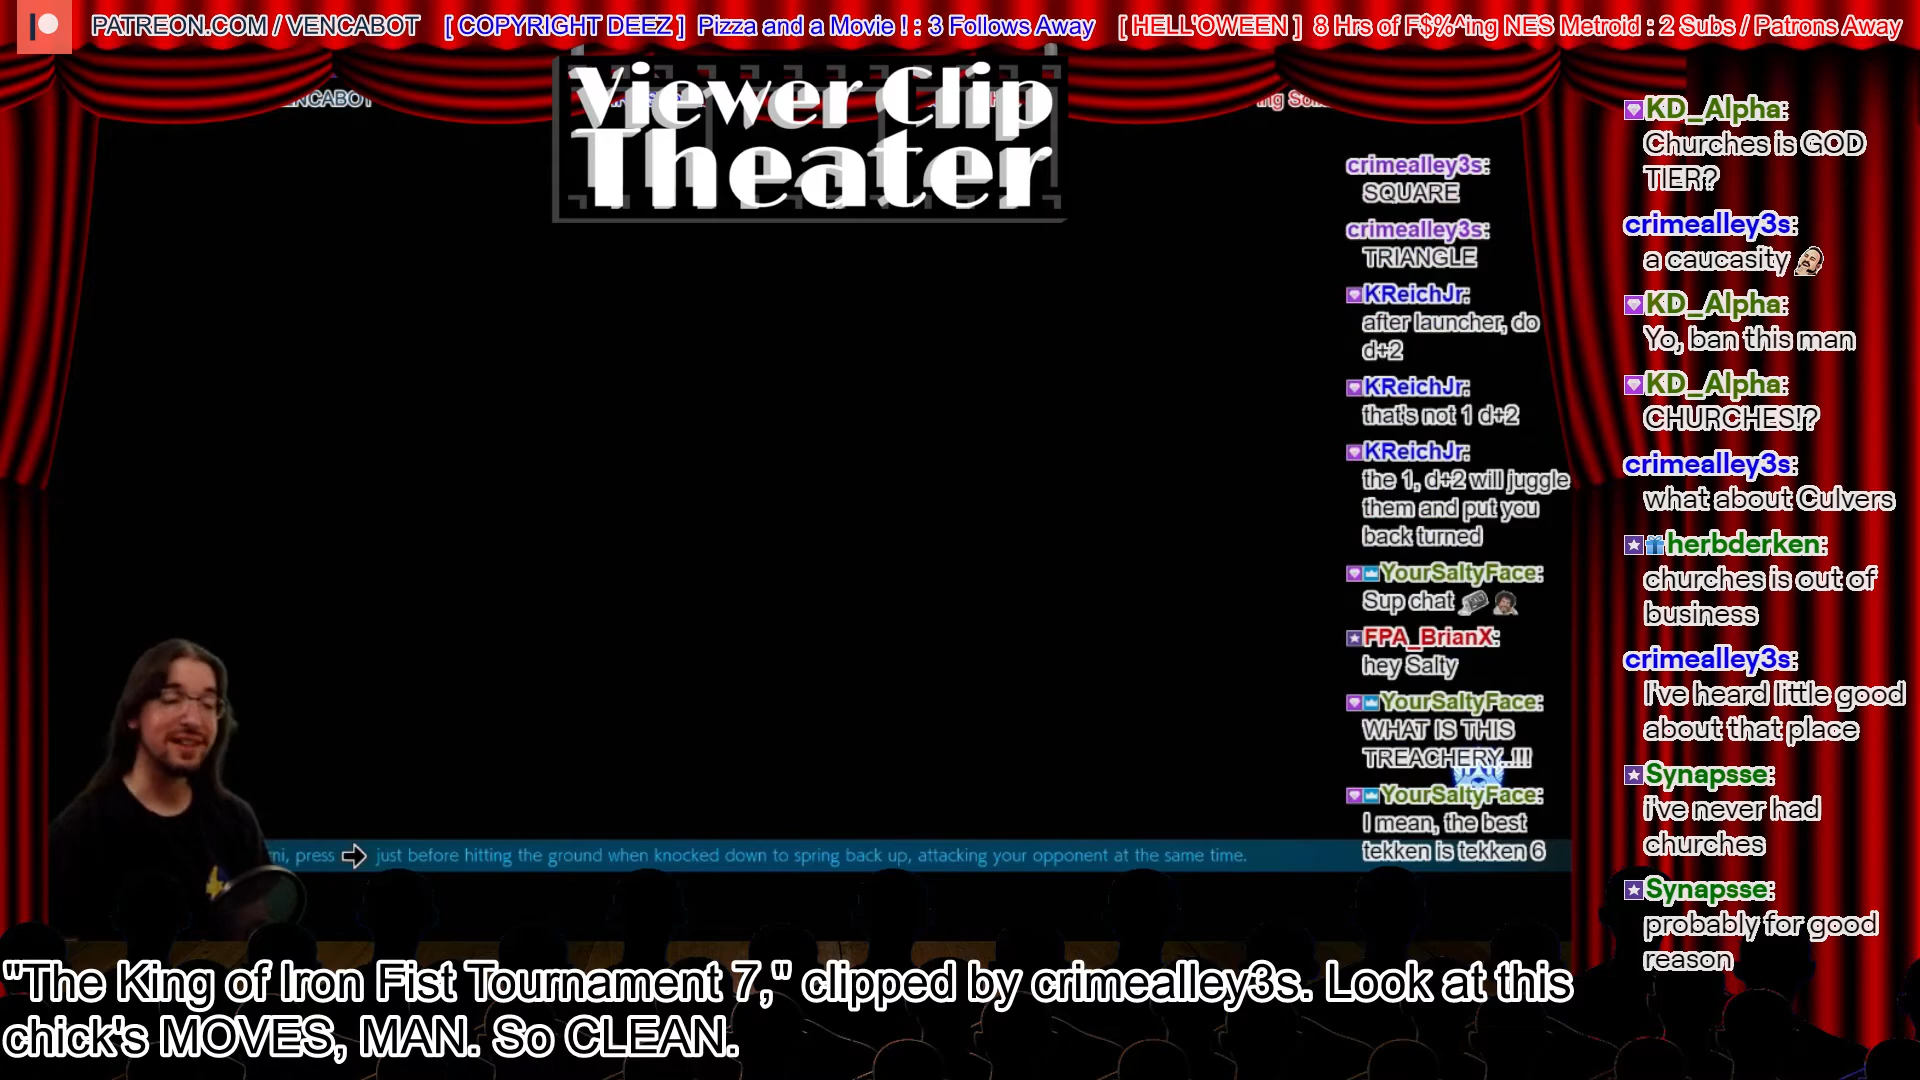 PATREON.COM / VENCABOT [ COPYRIGHT DEEZ ] Pizza and a Movie ! : 3 Follows Away [ HELL'OWEEN ] 8 Hrs of F$%^ing NES Metroid : 2 Subs / Patrons Away
Viewer Clip
Theater
crimealley3s:
SQUARE
crimealley3s:
TRIANGLE
KReichJr:
after launcher, do
d+2
KReichJr:
that's not 1 d+2
KReichJr:
the 1, d+2 will juggle
them and put you
back turned
YourSaltyFace:
Sup chat
FPA_BrianX:
hey Salty
YourSaltyFace:
WHAT IS THIS
TREACHERY..!!!
YourSaltyFace:
I mean, the best
tekken is tekken 6
press just before hitting the ground when knocked down to spring back up, attacking your opponent at the same time.
KD_Alpha:
Churches is GOD
TIER?
crimealley3s:
a caucasity
KD_Alpha:
Yo, ban this man
KD_Alpha:
CHURCHES!?
crimealley3s:
what about Culvers
herbderken:
churches is out of
business
crimealley3s:
I've heard little good
about that place
Synapsse:
i've never had
churches
Synapsse:
probably for good
reason
"The King of Iron Fist Tournament 7," clipped by crimealley3s. Look at this
chick's MOVES, MAN. So CLEAN.